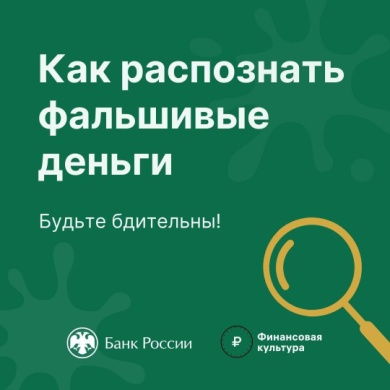 Как распознать
фальшивые
деньги
Будьте бдительны!
Банк России
₽
Финансовая
культура